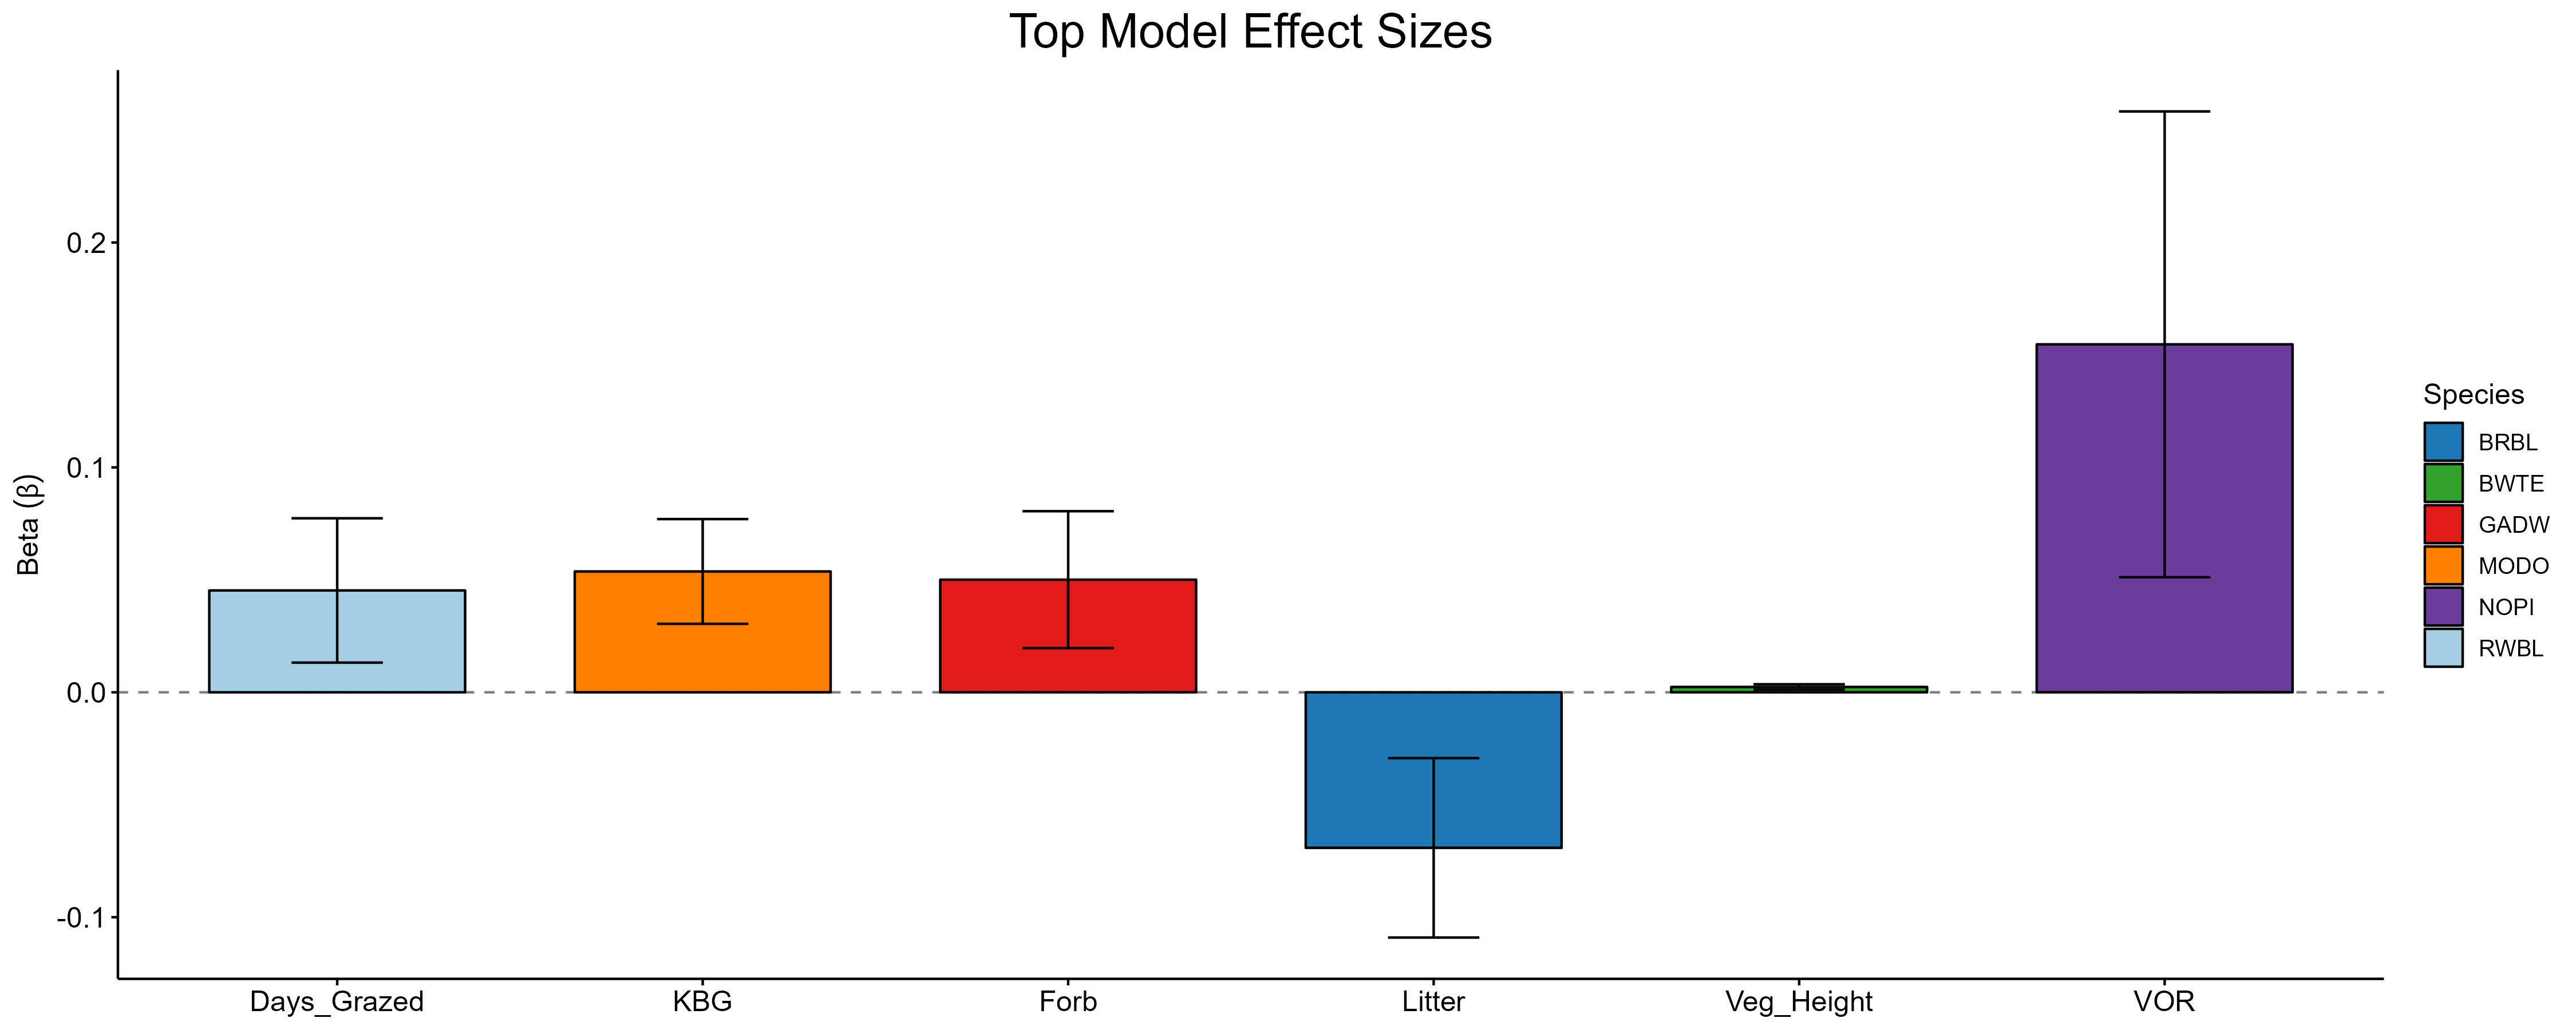 Top Model Effect Sizes
Beta (β)
0.2
0.1
0.0
-0.1
Days_Grazed
KBG
Forb
Litter
Veg_Height
VOR
Species
BRBL
BWTE
GADW
MODO
NOPI
RWBL